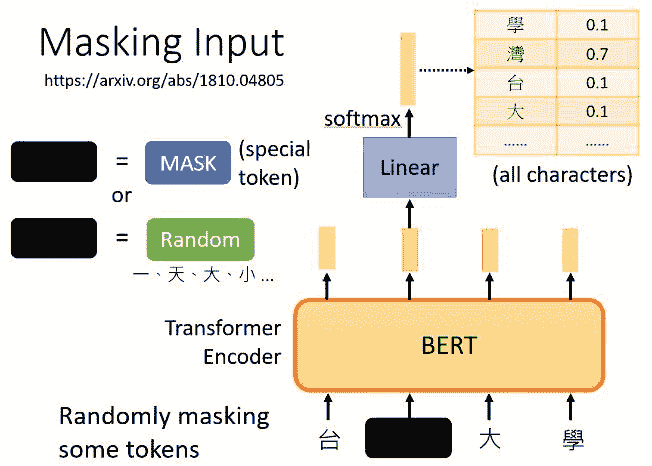 Masking Input
https://arxiv.org/abs/1810.04805
學 0.1
灣 0.7
台 0.1
大 0.1
...... ......
(all characters)
softmax
Linear
= MASK (special token)
or
= Random
一、天、大、小 ...
Transformer
Encoder
BERT
Randomly masking
some tokens
台 大 學